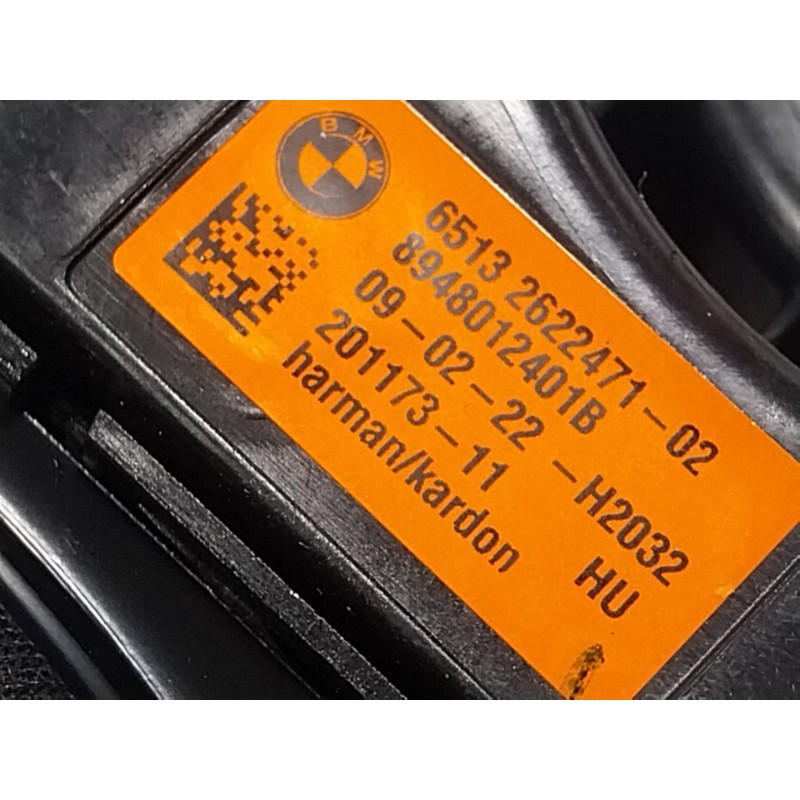 BMW
6513 2622471-02
8948012401B
09-02-22-H2032
201173-11 HU
harman/kardon